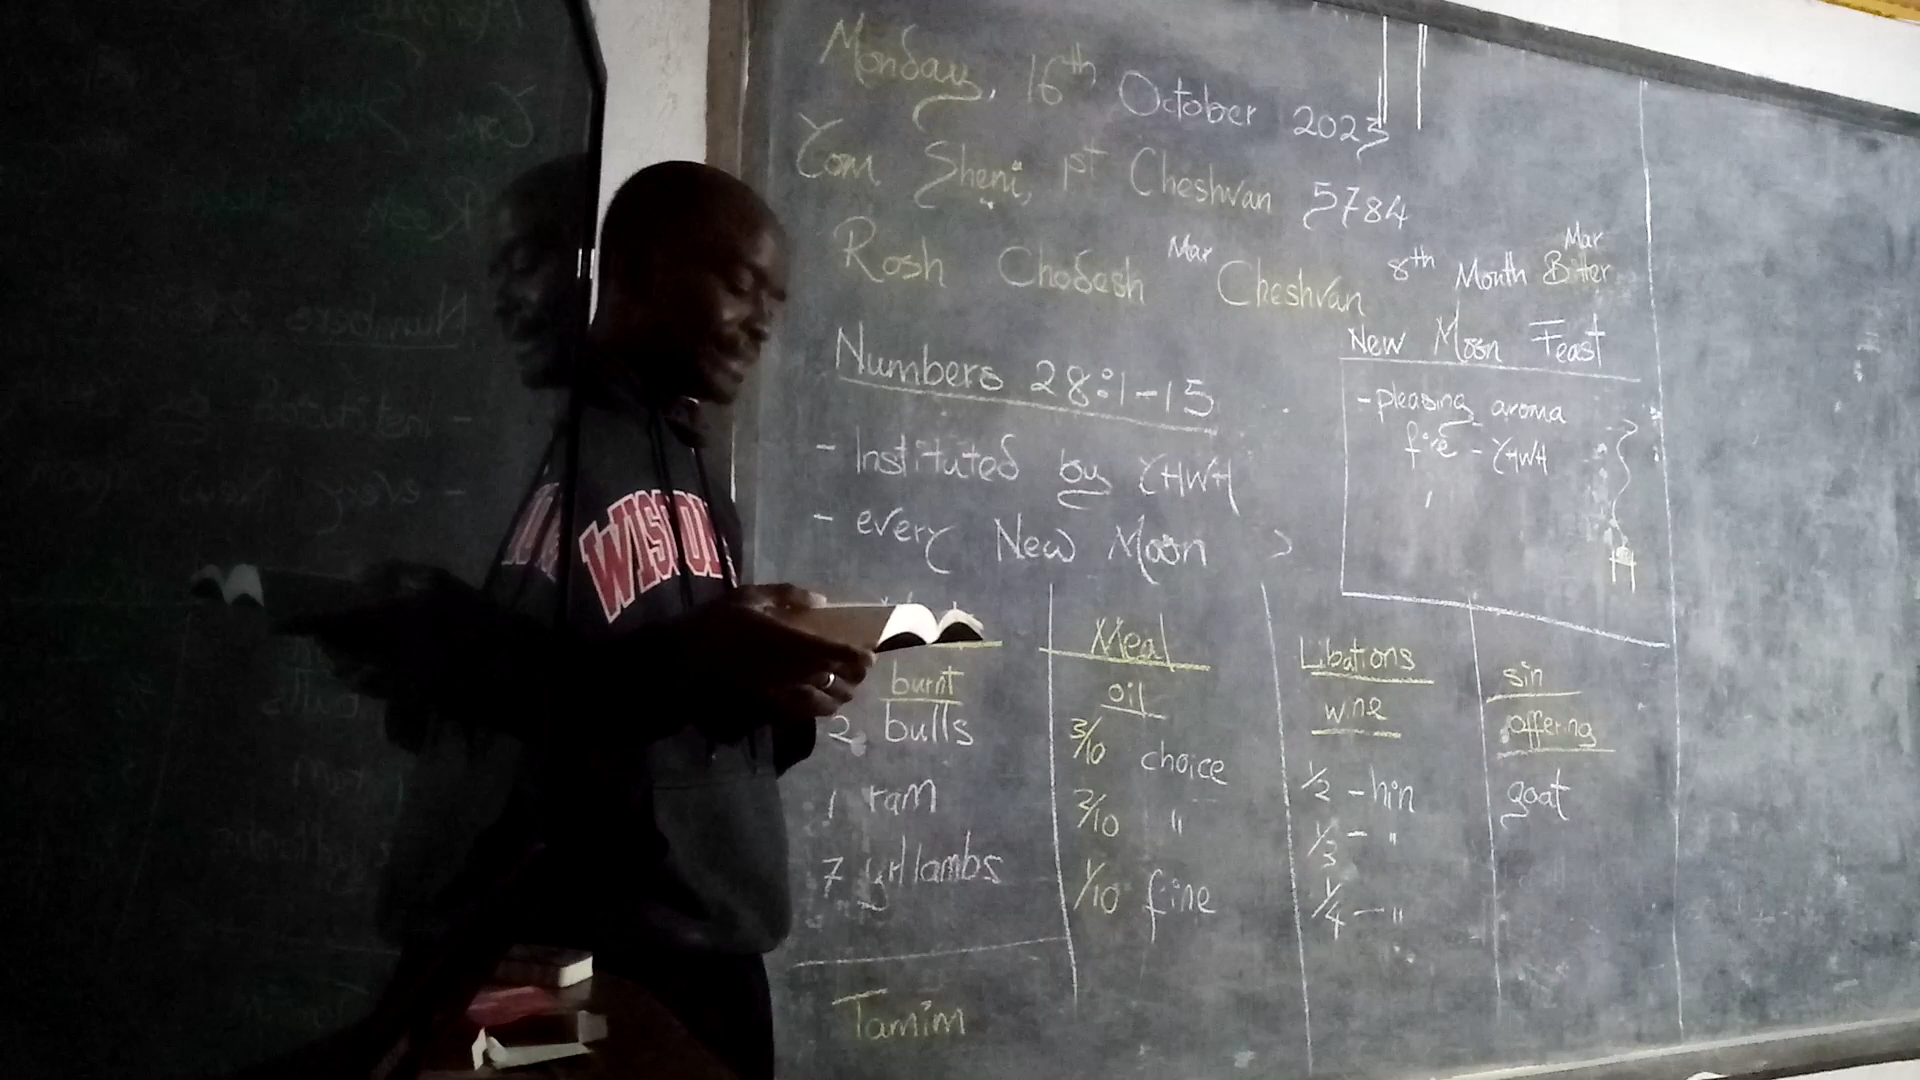 Monday, 16th October 2023
Yom Sheni, 1st Cheshvan 5784
Rosh Chodesh Mar Cheshvan 8th Month Mar Bitter
Numbers 28:1-15
- Instituted by YHWH
- every New Moon >
New Moon Feast
- pleasing aroma
fire - YHWH
burnt
2 bulls
1 ram
7 yrl lambs
Tamim
Meal
oil
3/10 choice
2/10 "
1/10 fine
Libations
wine
1/2 - hin
1/3 - "
1/4 - "
sin
offering
goat
WISCON